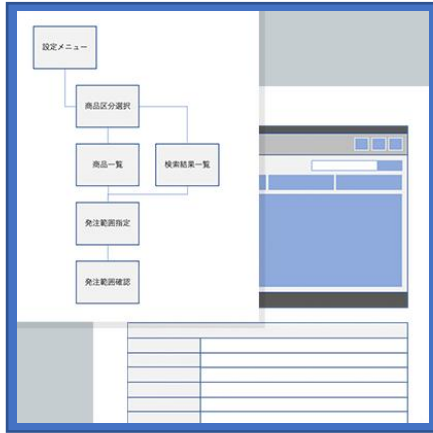 設定メニュー
商品区分選択
商品一覧
検索結果一覧
発注範囲指定
発注範囲確認